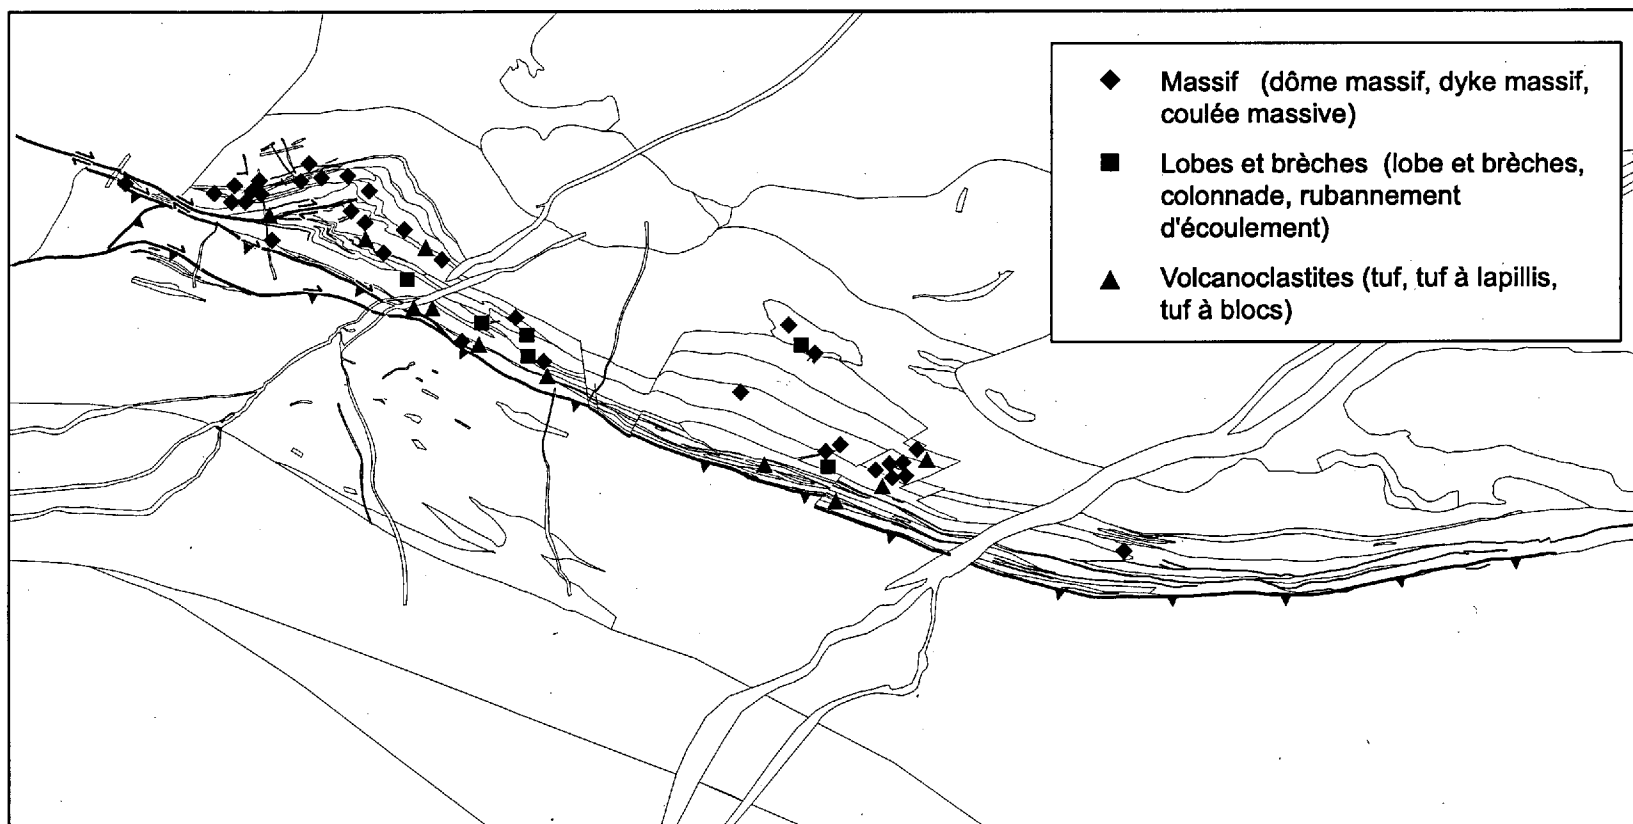 Massif (dôme massif, dyke massif,
coulée massive)
Lobes et brèches (lobe et brèches,
colonnade, rubannement
d'écoulement)
Volcanoclastites (tuf, tuf à lapillis,
tuf à blocs)